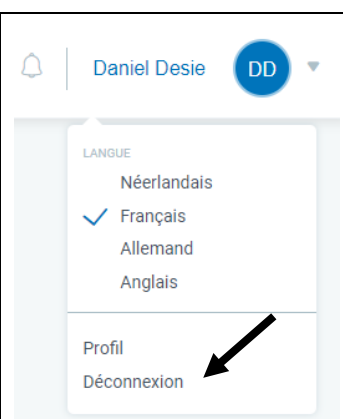 Daniel Desie DD
LANGUE
Néerlandais
Français
Allemand
Anglais
Profil
Déconnexion